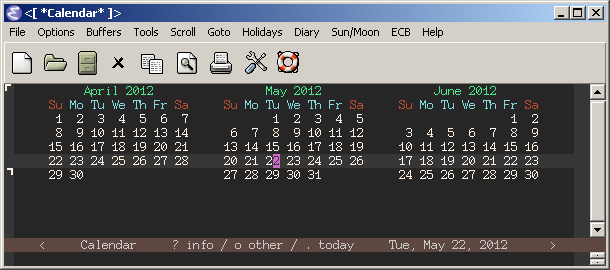 <[ *Calendar* ]>
File Options Buffers Tools Scroll Goto Holidays Diary Sun/Moon ECB Help
April 2012 May 2012 June 2012
Su Mo Tu We Th Fr Sa Su Mo Tu We Th Fr Sa Su Mo Tu We Th Fr Sa
1 2 3 4 5 6 7 1 2 3 4 5 1 2
8 9 10 11 12 13 14 6 7 8 9 10 11 12 3 4 5 6 7 8 9
15 16 17 18 19 20 21 13 14 15 16 17 18 19 10 11 12 13 14 15 16
22 23 24 25 26 27 28 20 21 22 23 24 25 26 17 18 19 20 21 22 23
29 30 27 28 29 30 31 24 25 26 27 28 29 30
< Calendar ? info / o other / . today Tue, May 22, 2012 >